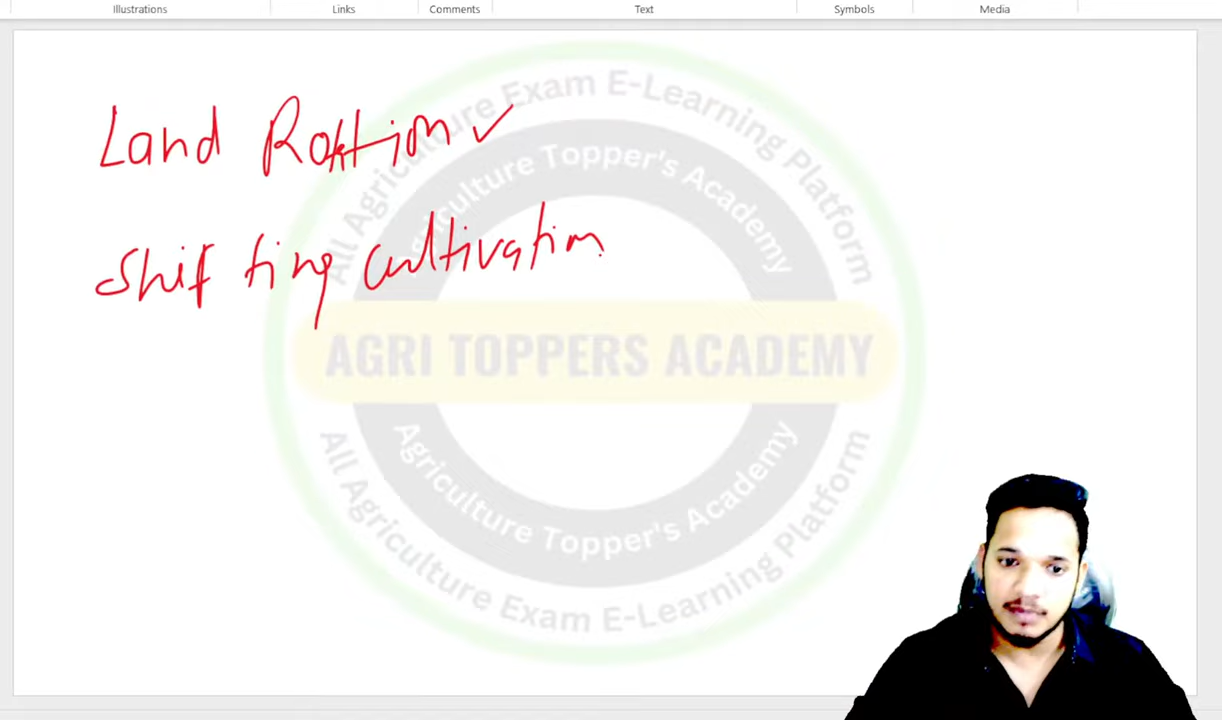 Illustrations Links Comments Text Symbols Media
Land Rotation ✓
Shifting cultivation
All Agriculture Exam E-Learning Platform
Agriculture Topper's Academy
AGRI TOPPERS ACADEMY
Agriculture Topper's Academy
All Agriculture Exam E-Learning Platform